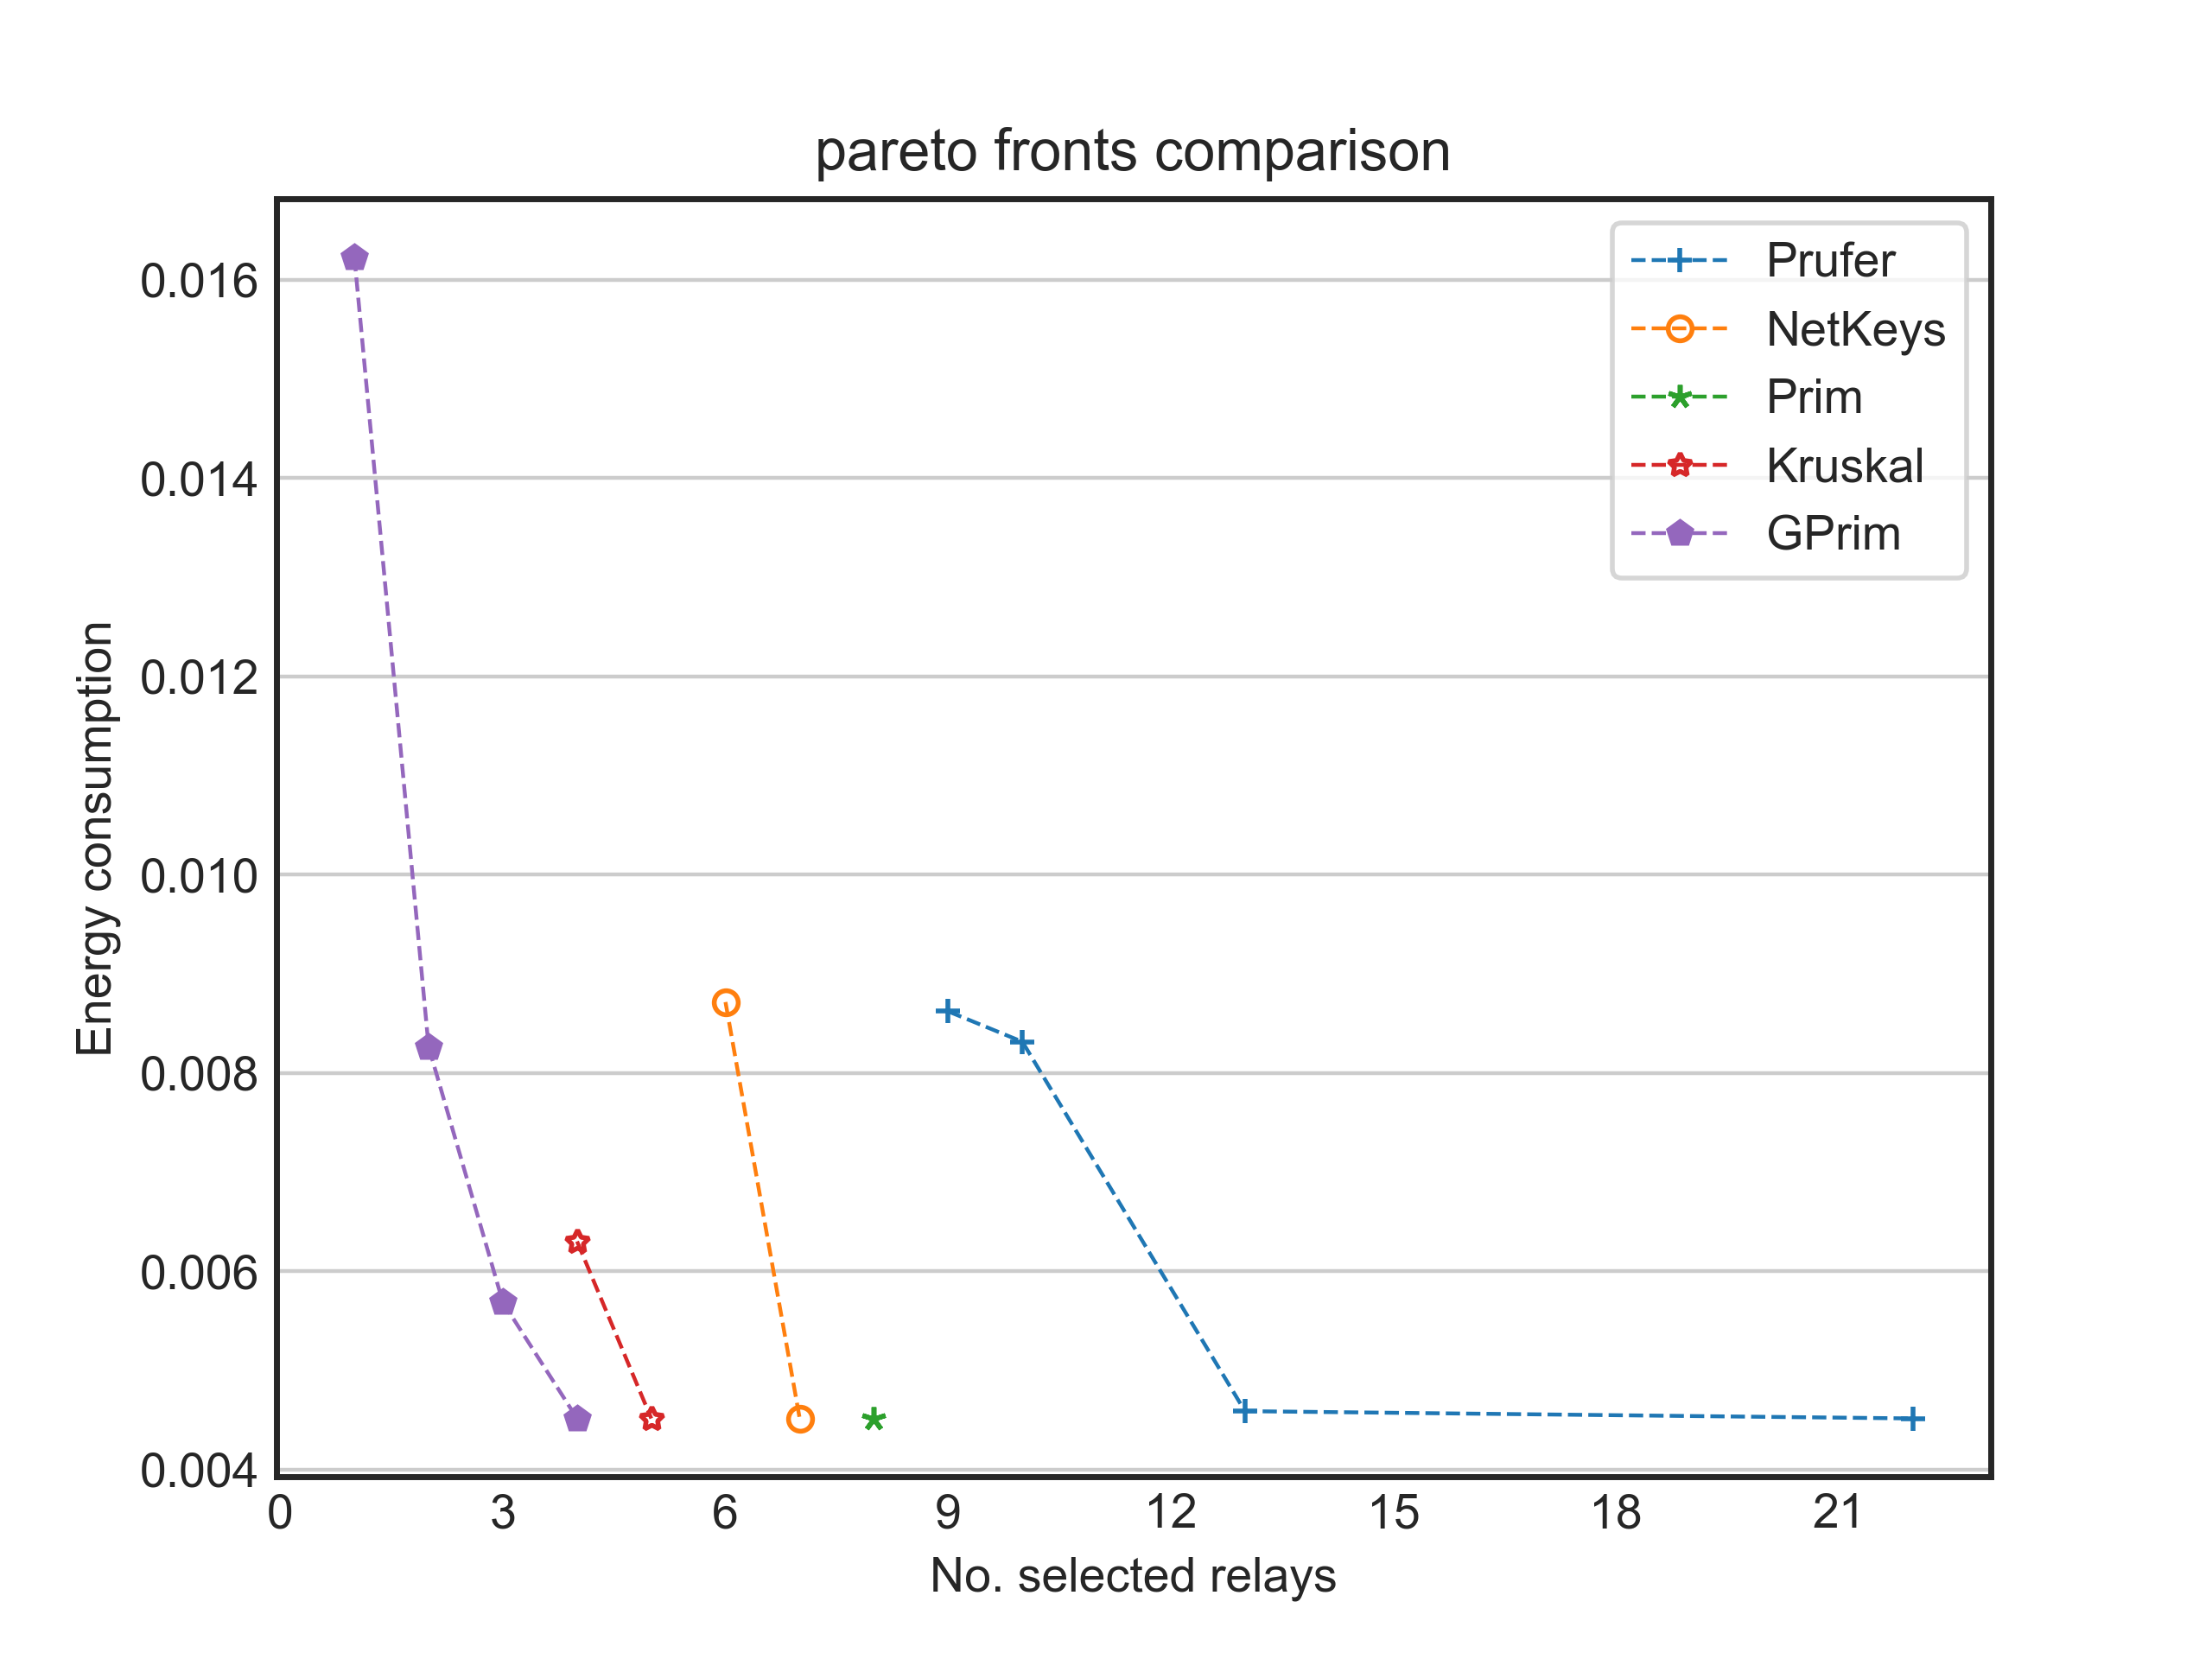 pareto fronts comparison
Prufer
NetKeys
Prim
Kruskal
GPrim
0.016
0.014
0.012
0.010
0.008
0.006
0.004
Energy consumption
0 3 6 9 12 15 18 21
No. selected relays